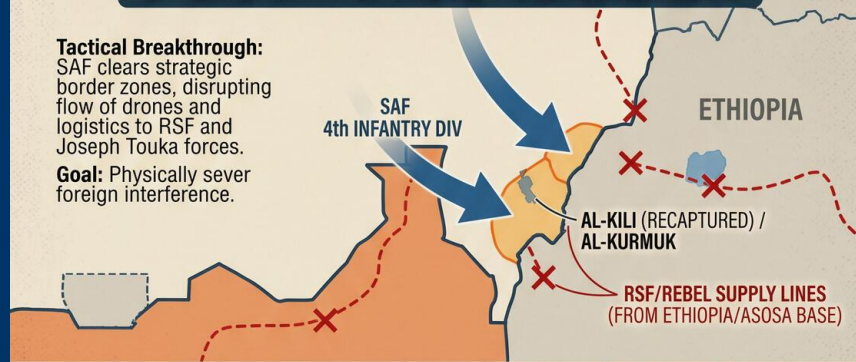 Tactical Breakthrough:
SAF clears strategic
border zones, disrupting
flow of drones and
logistics to RSF and
Joseph Touka forces.
Goal: Physically sever
foreign interference.
SAF
4th INFANTRY DIV
ETHIOPIA
AL-KILI (RECAPTURED) /
AL-KURMUK
RSF/REBEL SUPPLY LINES
(FROM ETHIOPIA/ASOSA BASE)